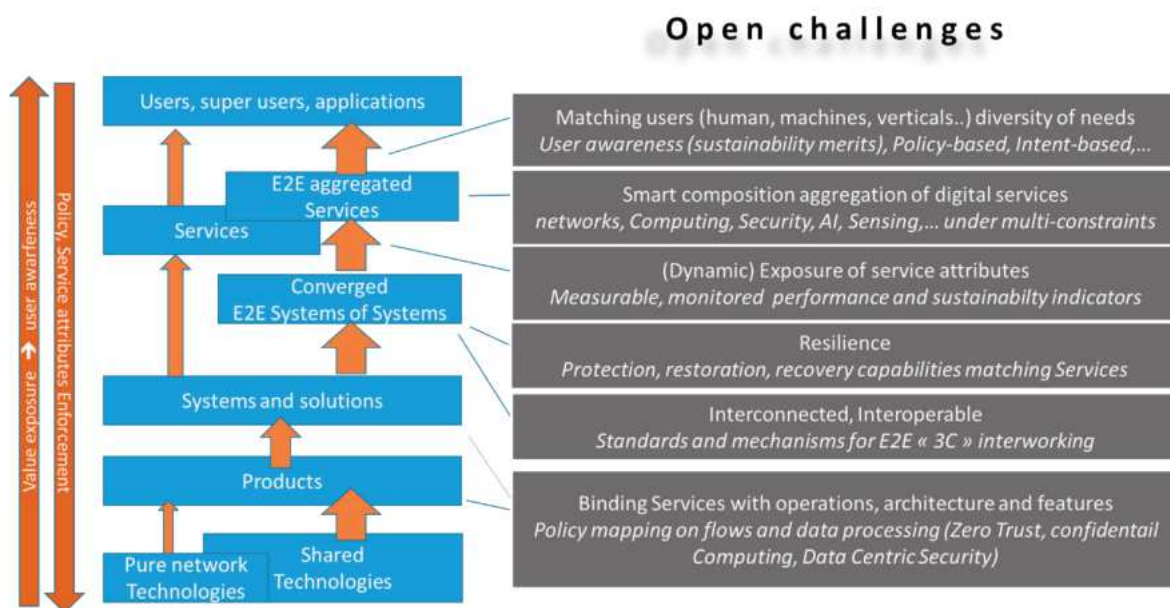 Open challenges
Value exposure → user awareness
Policy, Service attributes Enforcement
Users, super users, applications
E2E aggregated
Services
Services
Converged
E2E Systems of Systems
Systems and solutions
Products
Shared
Technologies
Pure network
Technologies
Matching users (human, machines, verticals..) diversity of needs
User awareness (sustainability merits), Policy-based, Intent-based,...
Smart composition aggregation of digital services
networks, Computing, Security, AI, Sensing,... under multi-constraints
(Dynamic) Exposure of service attributes
Measurable, monitored performance and sustainabilty indicators
Resilience
Protection, restoration, recovery capabilities matching Services
Interconnected, Interoperable
Standards and mechanisms for E2E « 3C » interworking
Binding Services with operations, architecture and features
Policy mapping on flows and data processing (Zero Trust, confidentail
Computing, Data Centric Security)